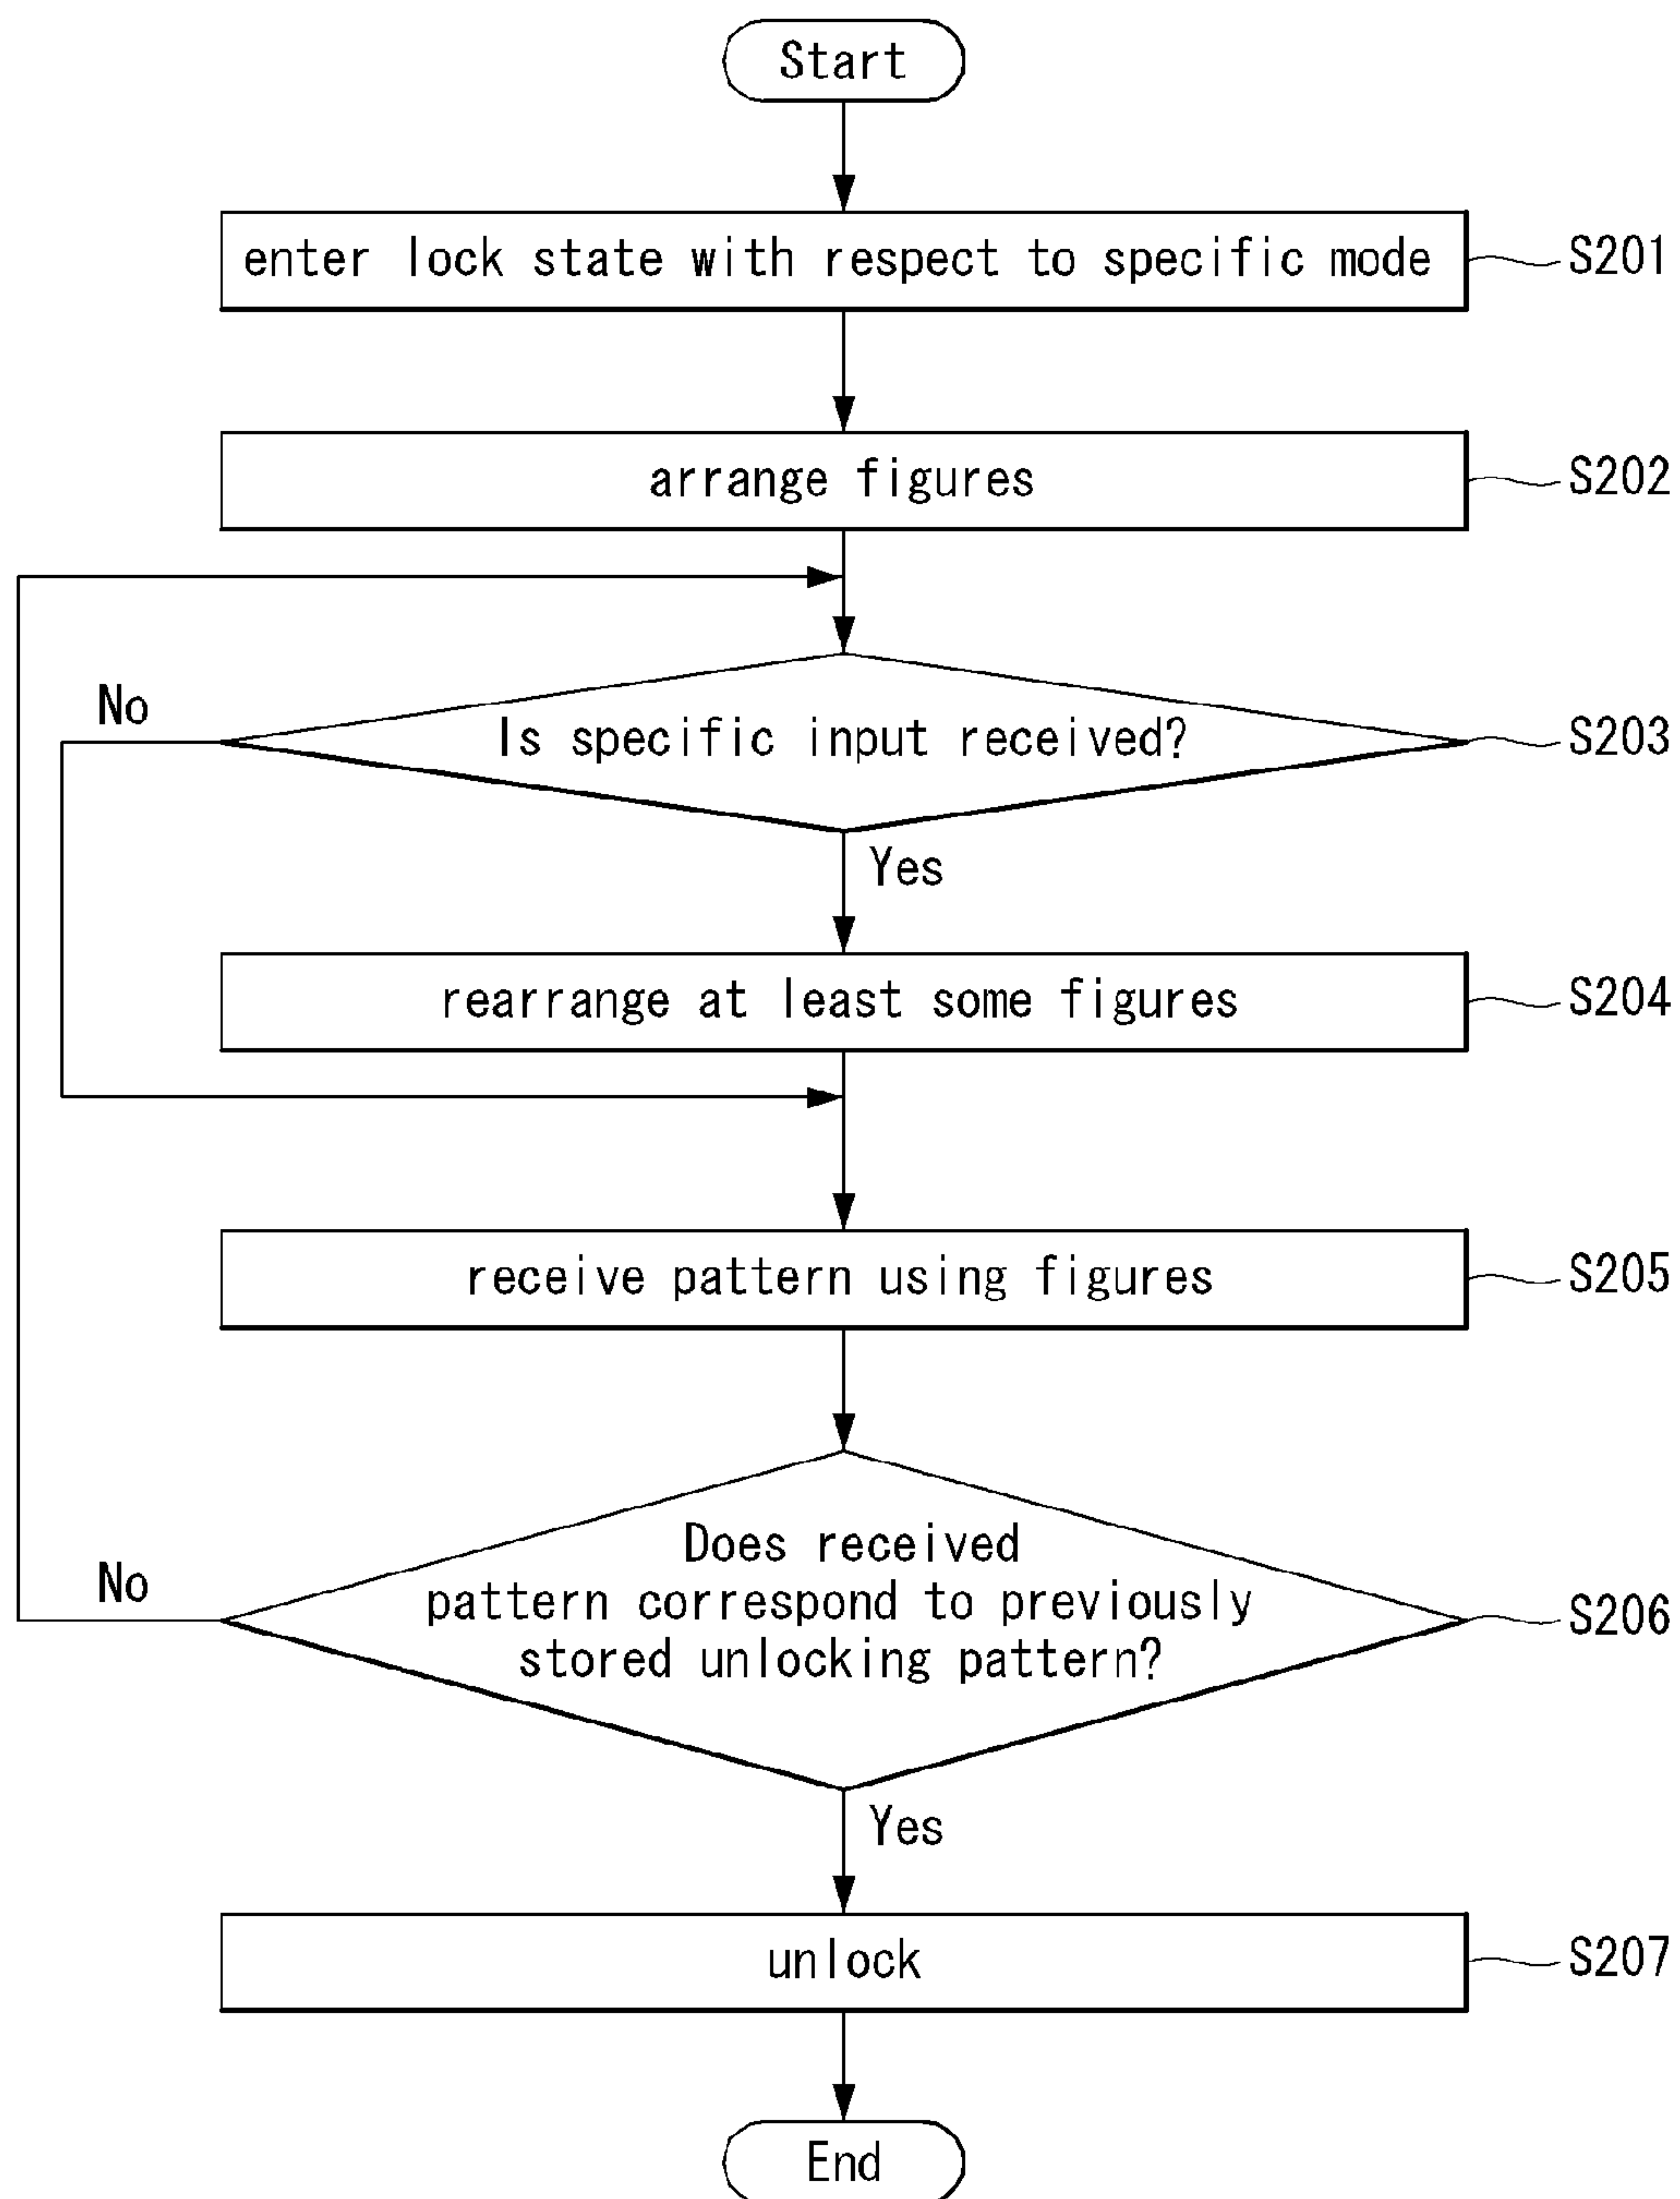 Start
enter lock state with respect to specific mode
S201
arrange figures
S202
No
Is specific input received?
S203
Yes
rearrange at least some figures
S204
receive pattern using figures
S205
Does received
pattern correspond to previously
stored unlocking pattern?
No
S206
Yes
unlock
S207
End